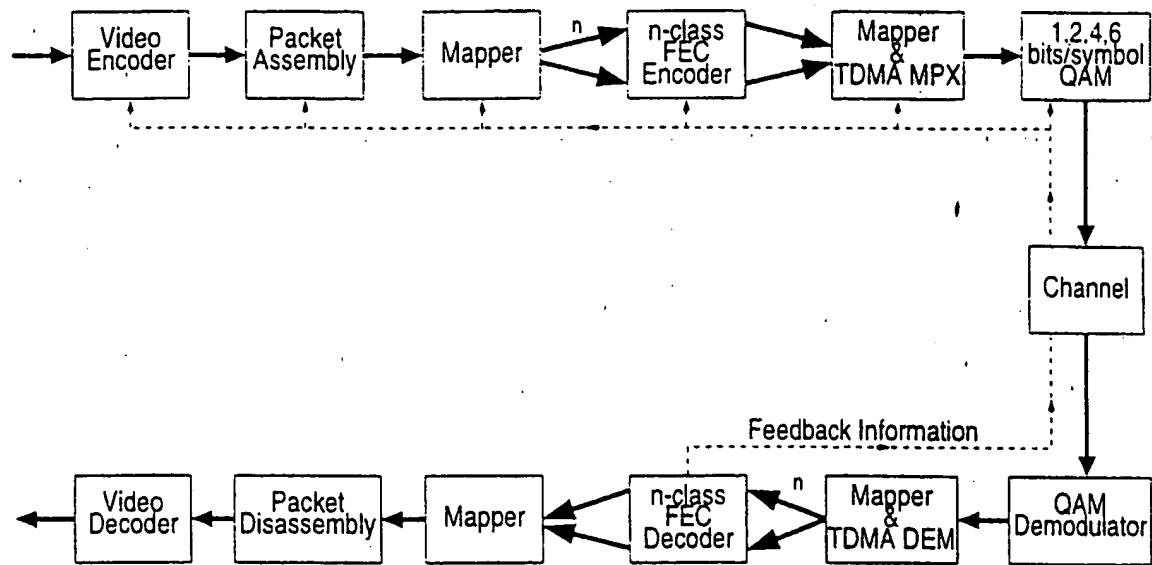 Video
Encoder
Packet
Assembly
Mapper
n
n-class
FEC
Encoder
Mapper
&
TDMA MPX
1,2,4,6
bits/symbol
QAM
Channel
Feedback Information
Video
Decoder
Packet
Disassembly
Mapper
n-class
FEC
Decoder
n
Mapper
&
TDMA DEM
QAM
Demodulator